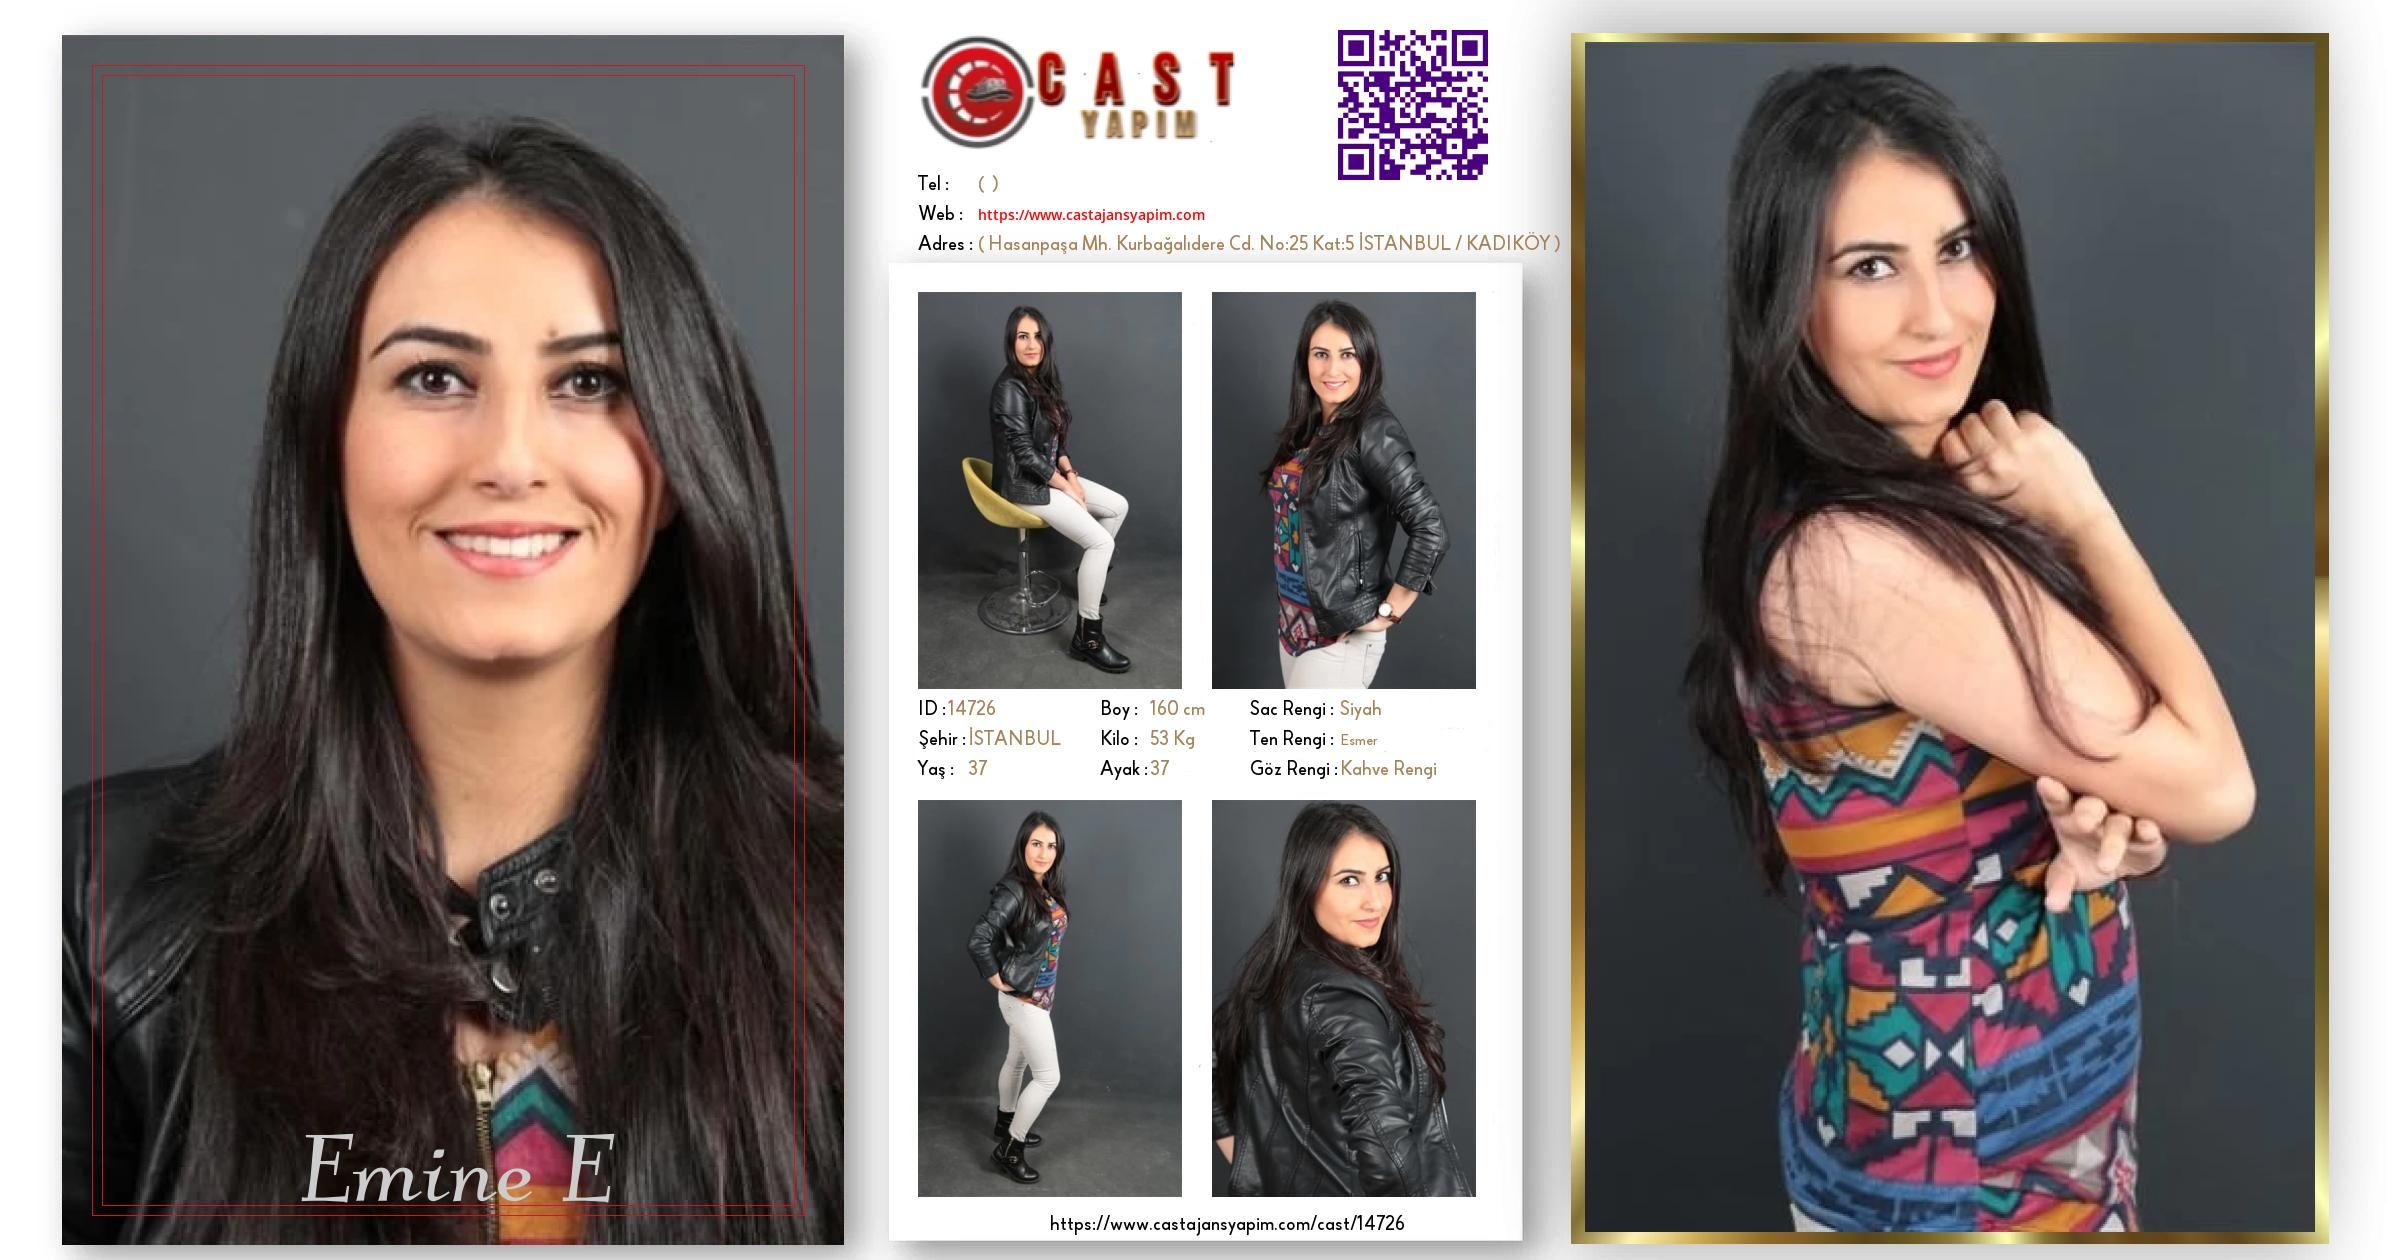 Emine E
CAST
YAPIM
Tel : ( )
Web : https://www.castajansyapim.com
Adres : ( Hasanpaşa Mh. Kurbağalıdere Cd. No:25 Kat:5 İSTANBUL / KADIKÖY )
ID : 14726 Boy : 160 cm Sac Rengi : Siyah
Şehir : İSTANBUL Kilo : 53 Kg Ten Rengi : Esmer
Yaş : 37 Ayak : 37 Göz Rengi : Kahve Rengi
https://www.castajansyapim.com/cast/14726